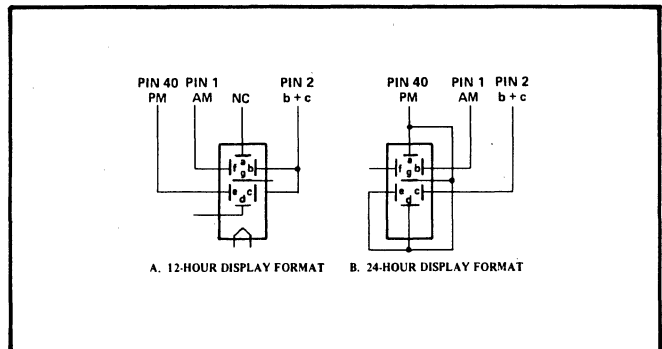 PIN 40 PIN 1 PIN 2
PM AM NC b + c
a
f g b
e c
d
A. 12-HOUR DISPLAY FORMAT
PIN 40 PIN 1 PIN 2
PM AM b + c
a
f g b
e c
d
B. 24-HOUR DISPLAY FORMAT